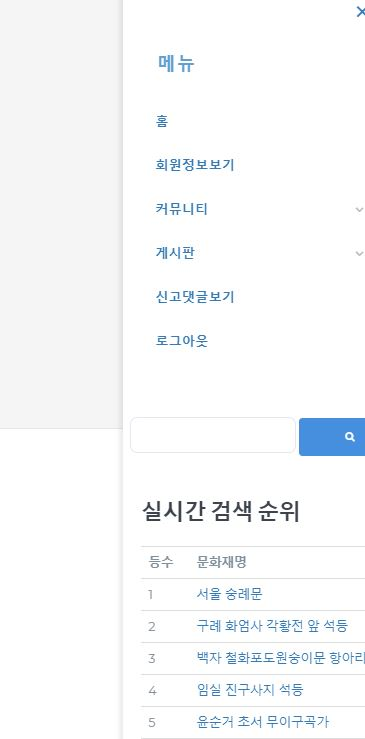 메뉴
홈
회원정보보기
커뮤니티
게시판
신고댓글보기
로그아웃
실시간 검색 순위
등수 문화재명
1 서울 숭례문
2 구례 화엄사 각황전 앞 석등
3 백자 철화포도원숭이문 항아리
4 임실 진구사지 석등
5 윤순거 초서 무이구곡가